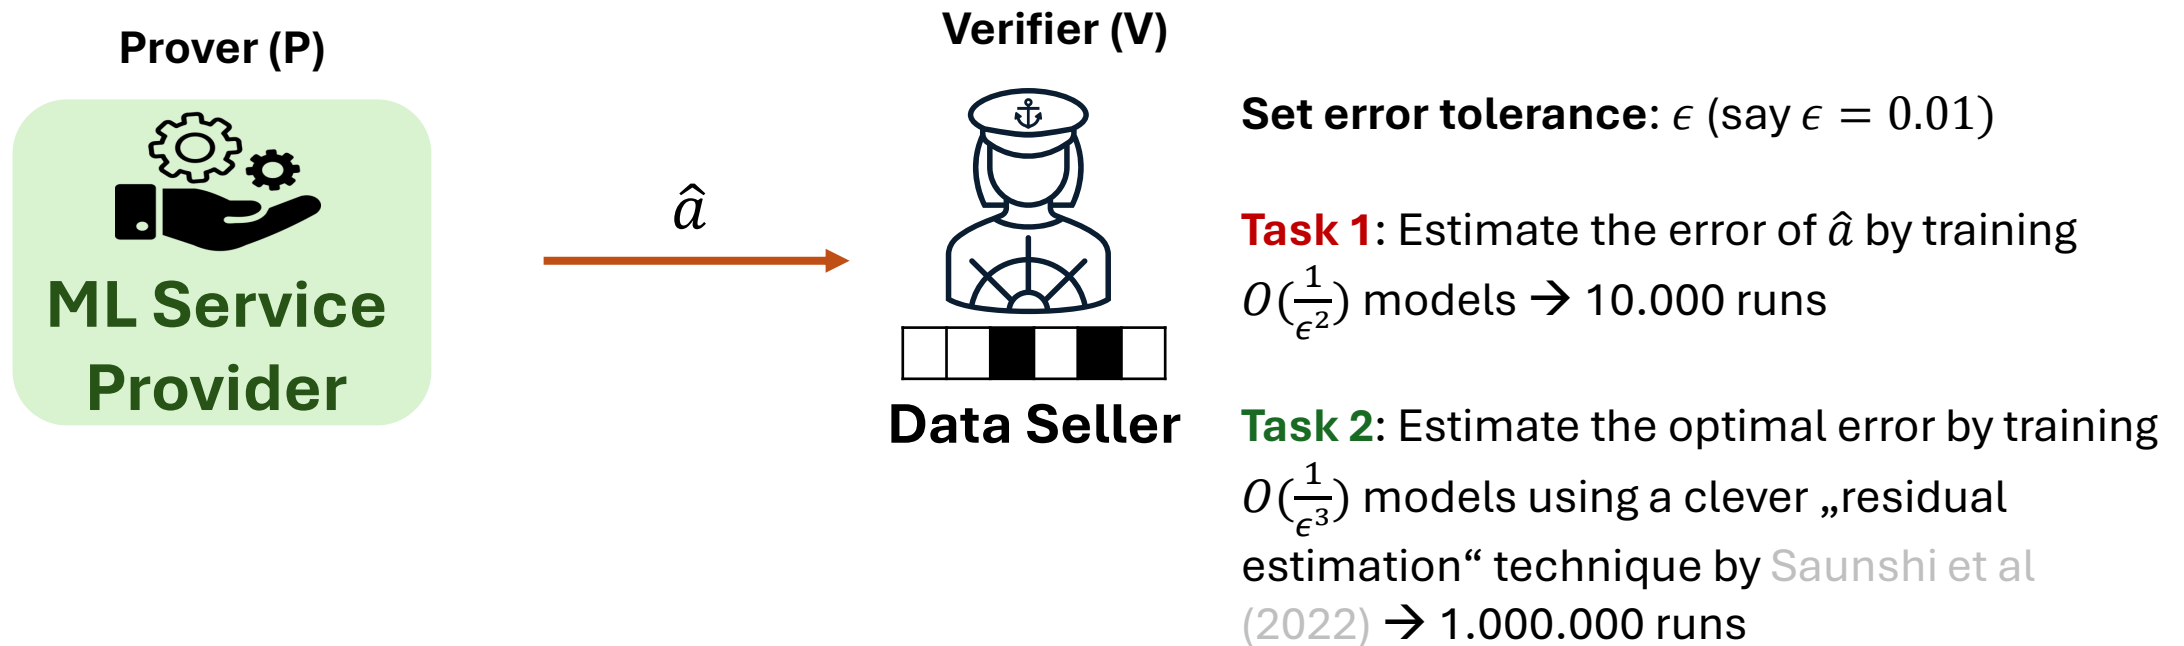 Prover (P)
ML Service
Provider
â
Verifier (V)
Data Seller
Set error tolerance: ϵ (say ϵ = 0.01)
Task 1: Estimate the error of â by training
O(1/ϵ²) models → 10.000 runs
Task 2: Estimate the optimal error by training
O(1/ϵ³) models using a clever „residual
estimation“ technique by Saunshi et al
(2022) → 1.000.000 runs